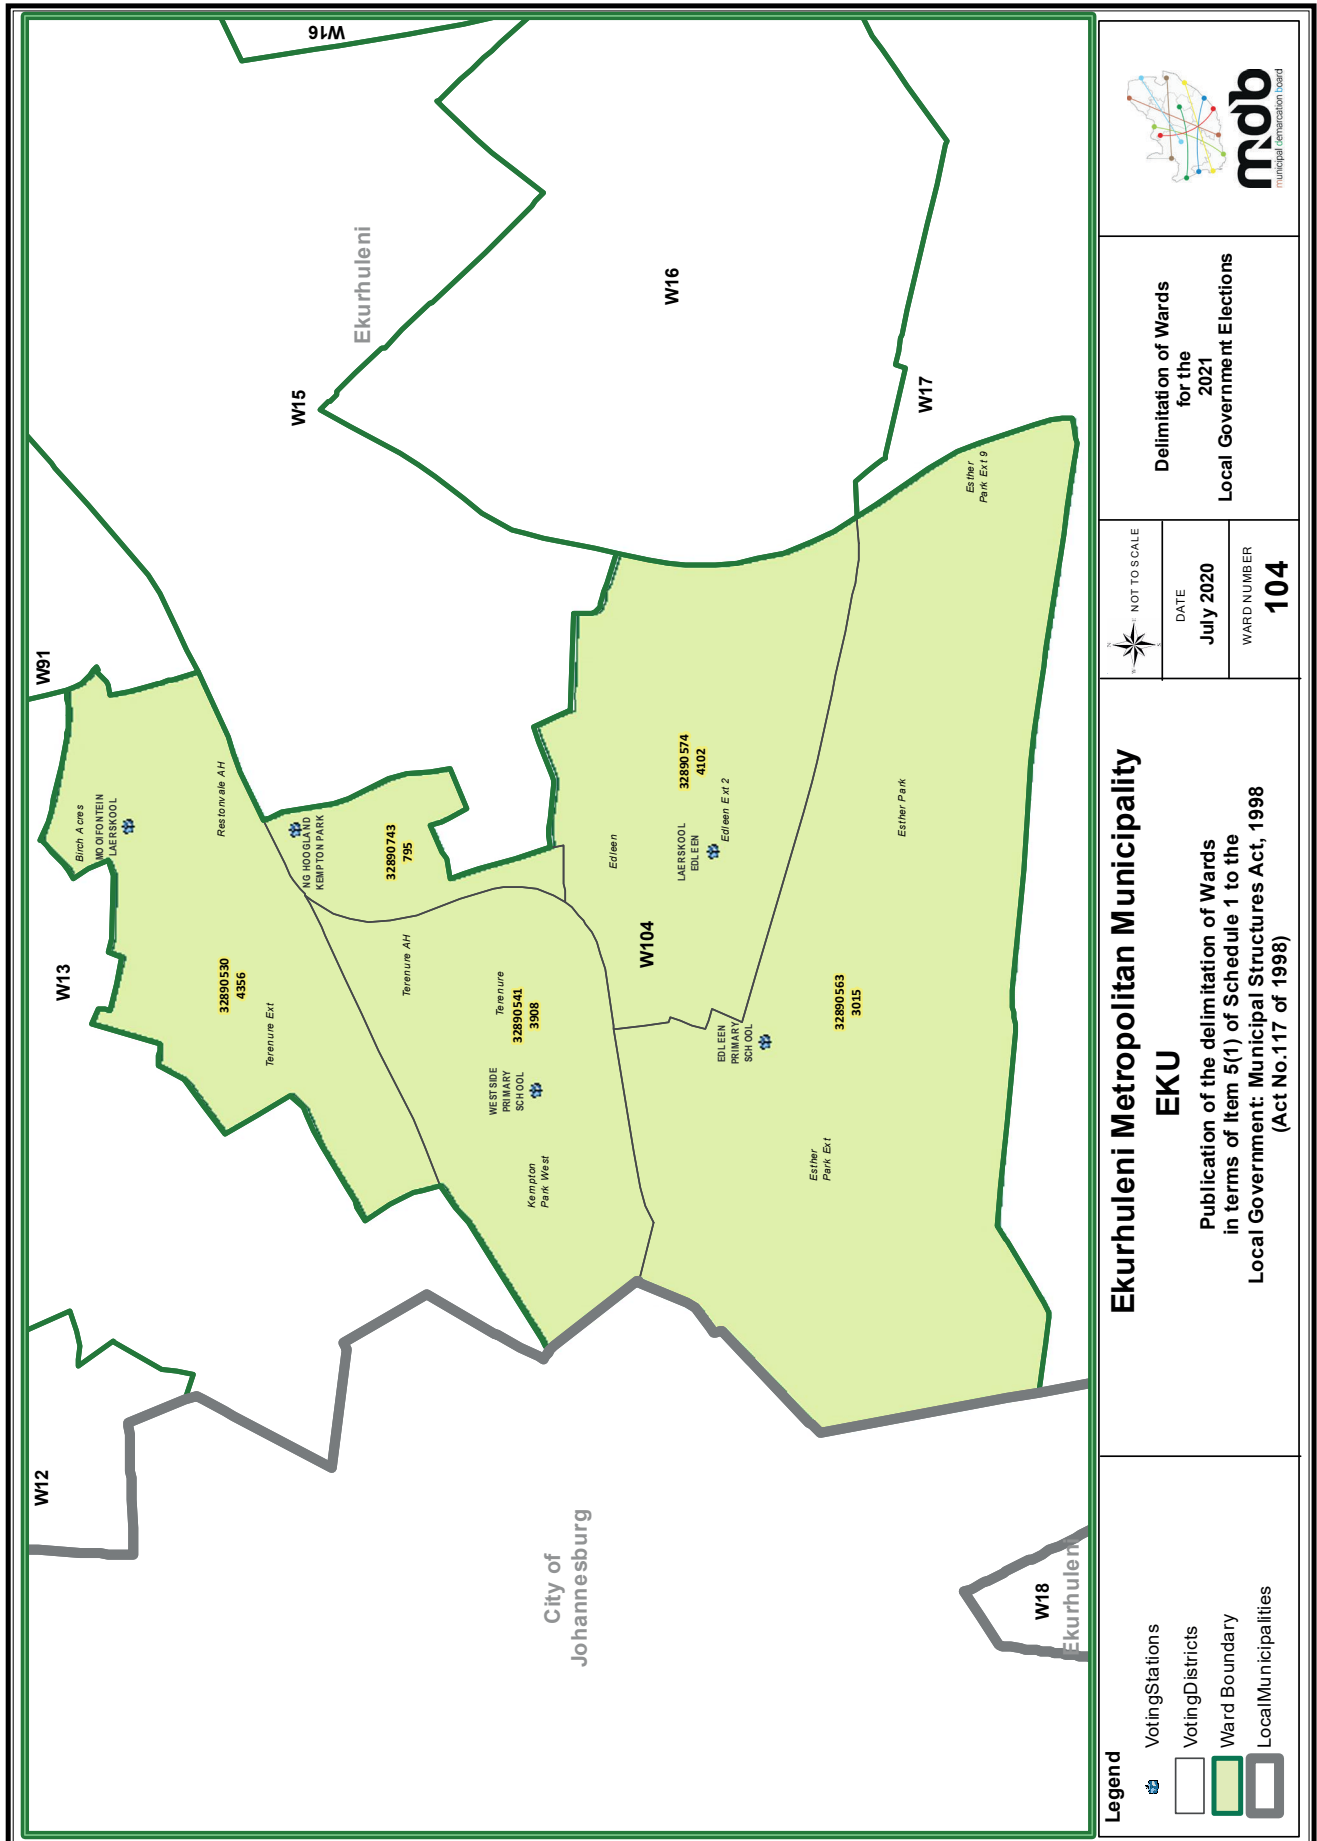 W12
W13
W91
W15
W16
W16
W17
W18
W104
Ekurhuleni
City of
Johannesburg
Ekurhuleni
Birch Acres
MOOIFONTEIN
LAERSKOOL
Restonvale AH
32890530
4356
Terenure Ext
NG HOOGLAND
KEMPTON PARK
32890743
795
Terenure AH
Terenure
32890541
3908
WESTSIDE
PRIMARY
SCHOOL
Kempton
Park West
Edleen
LAERSKOOL
EDLEEN
32890574
4102
Edleen Ext 2
EDLEEN
PRIMARY
SCHOOL
32890563
3015
Esther
Park Ext
Esther Park
Esther
Park Ext 9
Legend
VotingStations
VotingDistricts
Ward Boundary
LocalMunicipalities
Ekurhuleni Metropolitan Municipality
EKU
Publication of the delimitation of Wards
in terms of Item 5(1) of Schedule 1 to the
Local Government: Municipal Structures Act, 1998
(Act No.117 of 1998)
N
W E
S
NOT TO SCALE
DATE
July 2020
WARD NUMBER
104
Delimitation of Wards
for the
2021
Local Government Elections
mdb
municipal demarcation board